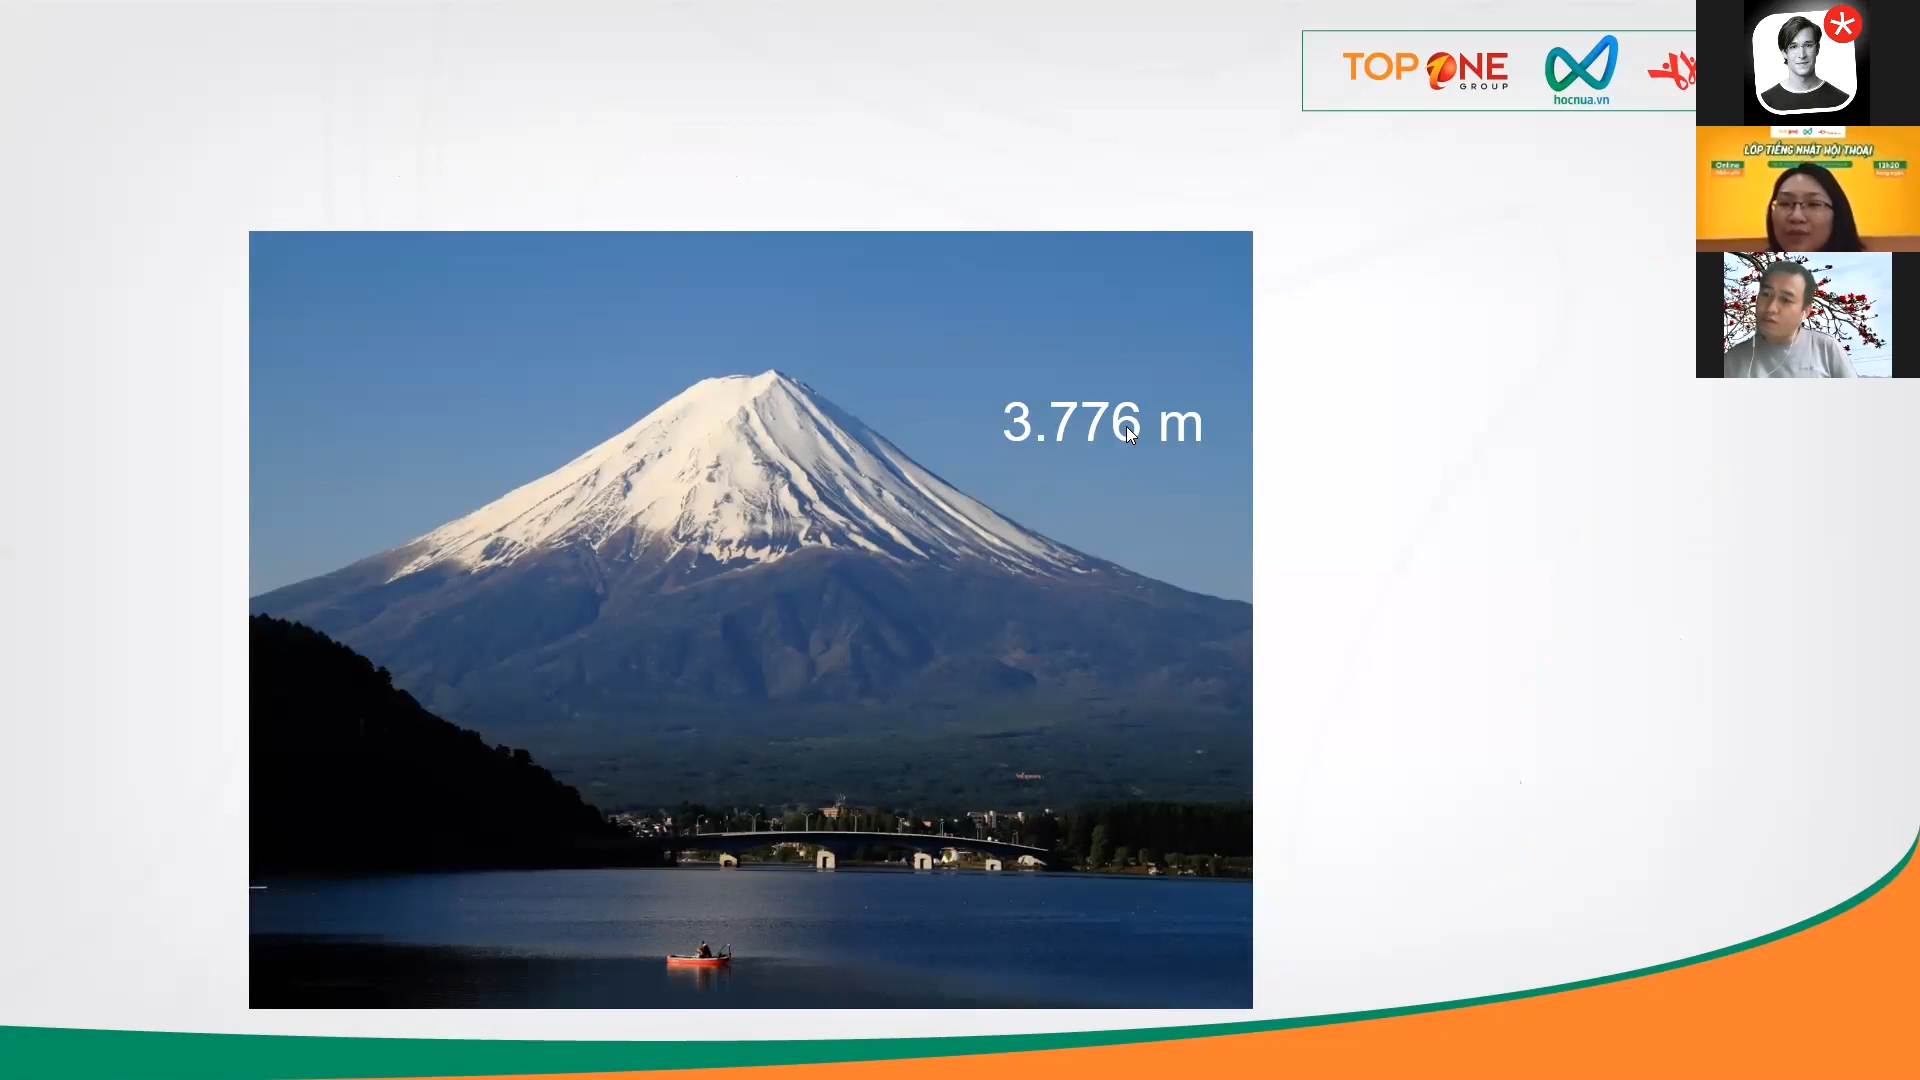 TOP ONE
GROUP
hocnua.vn
LỚP TIẾNG NHẬT HỘI THOẠI
Online
13h20
3.776 m